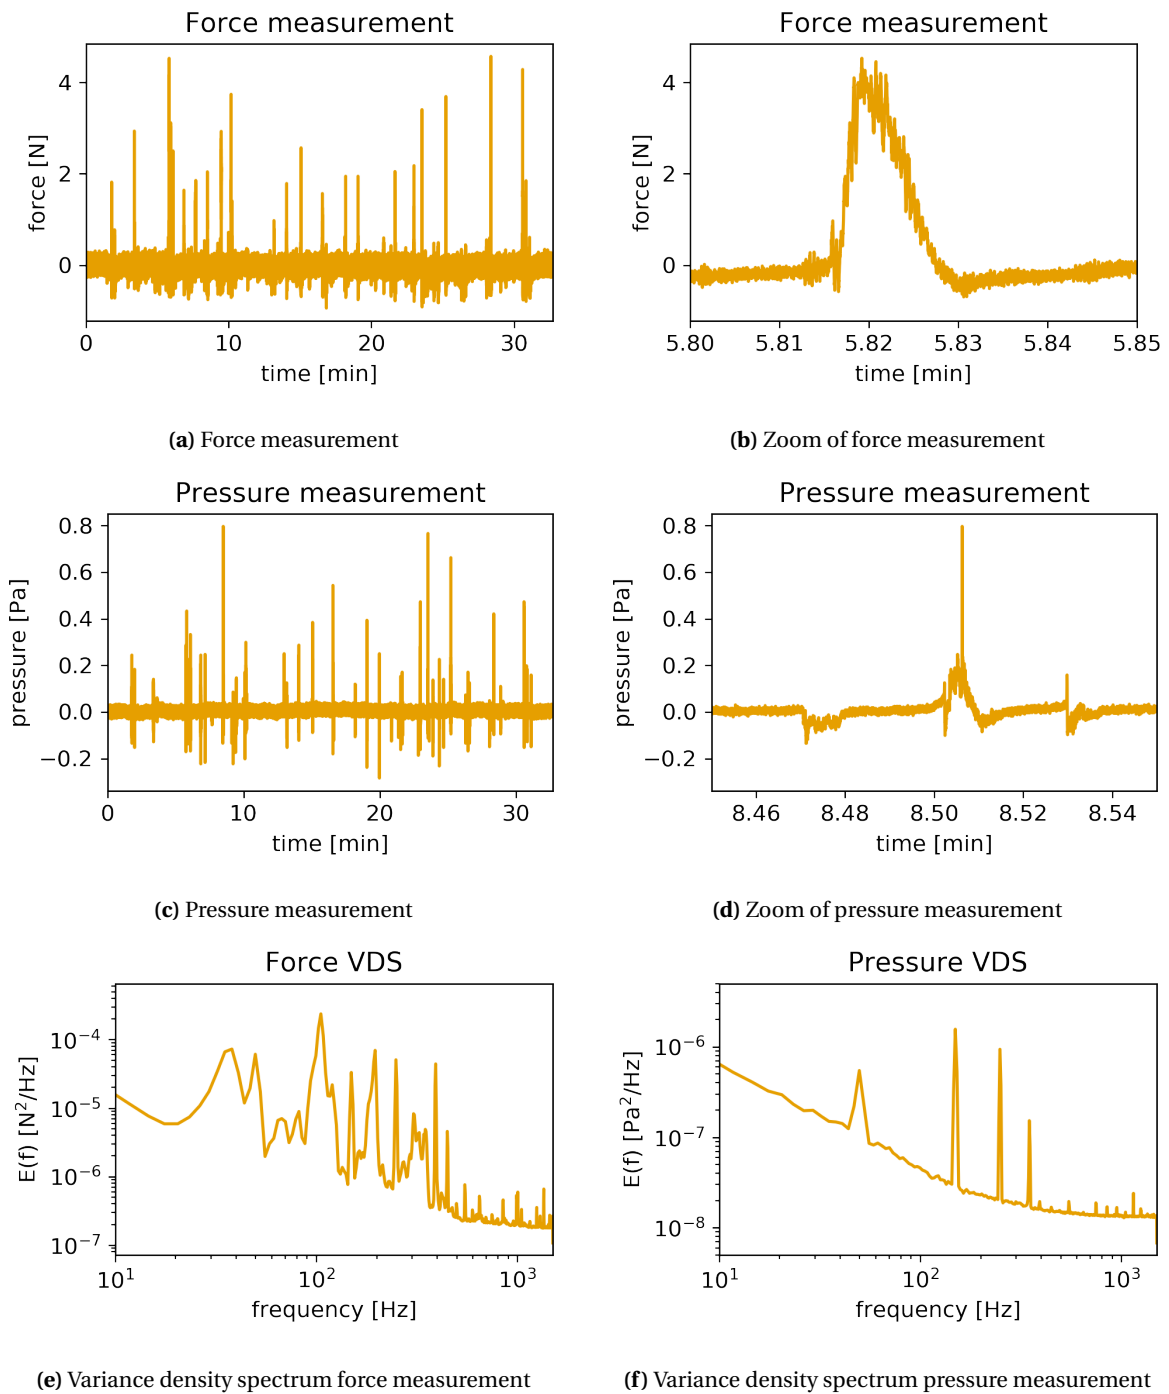 Force measurement
force [N]
4
2
0
0 10 20 30
time [min]
(a) Force measurement
Force measurement
force [N]
4
2
0
5.80 5.81 5.82 5.83 5.84 5.85
time [min]
(b) Zoom of force measurement
Pressure measurement
pressure [Pa]
0.8
0.6
0.4
0.2
0.0
−0.2
0 10 20 30
time [min]
(c) Pressure measurement
Pressure measurement
pressure [Pa]
0.8
0.6
0.4
0.2
0.0
−0.2
8.46 8.48 8.50 8.52 8.54
time [min]
(d) Zoom of pressure measurement
Force VDS
E(f) [N²/Hz]
10⁻⁴
10⁻⁵
10⁻⁶
10⁻⁷
10¹ 10² 10³
frequency [Hz]
(e) Variance density spectrum force measurement
Pressure VDS
E(f) [Pa²/Hz]
10⁻⁶
10⁻⁷
10⁻⁸
10¹ 10² 10³
frequency [Hz]
(f) Variance density spectrum pressure measurement